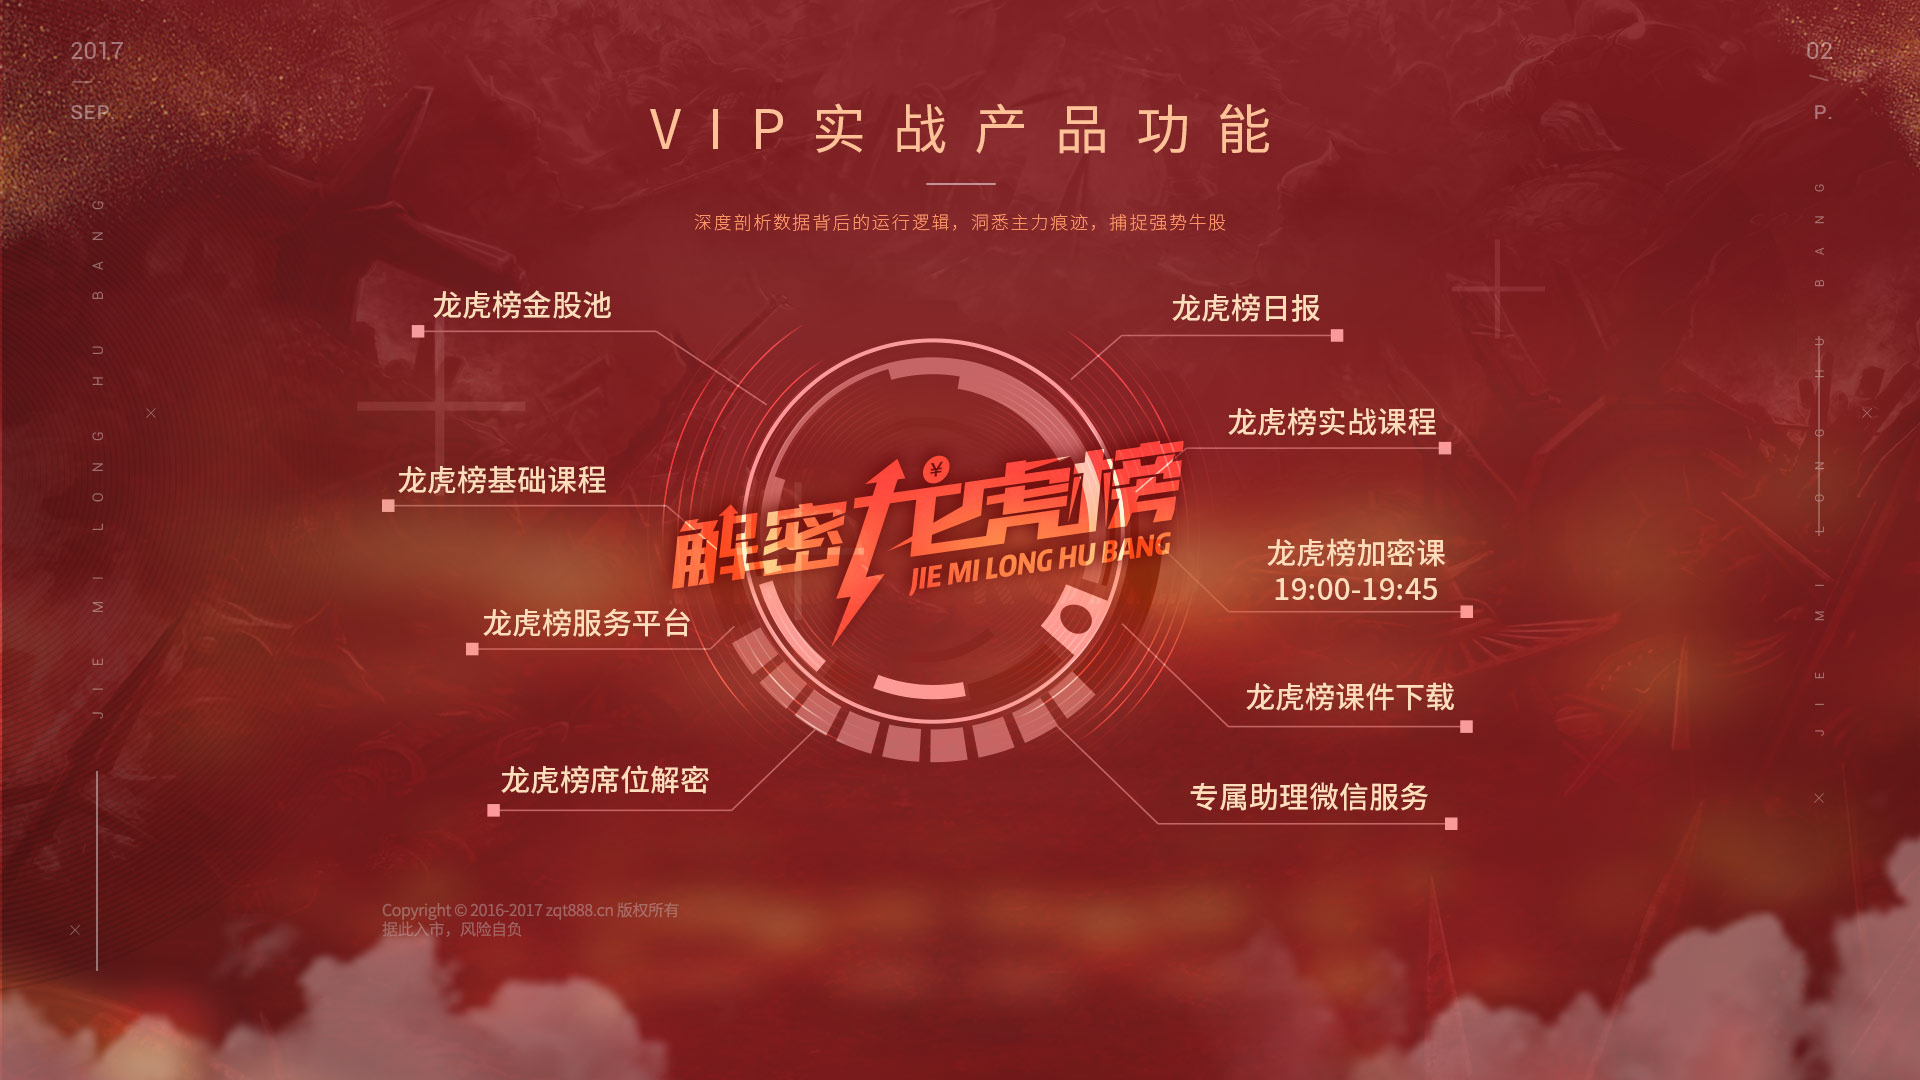 2017
SEP.
02
P.
VIP实战产品功能
深度剖析数据背后的运行逻辑，洞悉主力痕迹，捕捉强势牛股
龙虎榜金股池
龙虎榜日报
龙虎榜实战课程
龙虎榜基础课程
解密龙虎榜
¥
JIE MI LONG HU BANG
龙虎榜加密课
19:00-19:45
龙虎榜服务平台
龙虎榜课件下载
龙虎榜席位解密
专属助理微信服务
JIE MI LONG HU BANG
JIE MI LONG HU BANG
Copyright © 2016-2017 zqt888.cn 版权所有
据此入市，风险自负